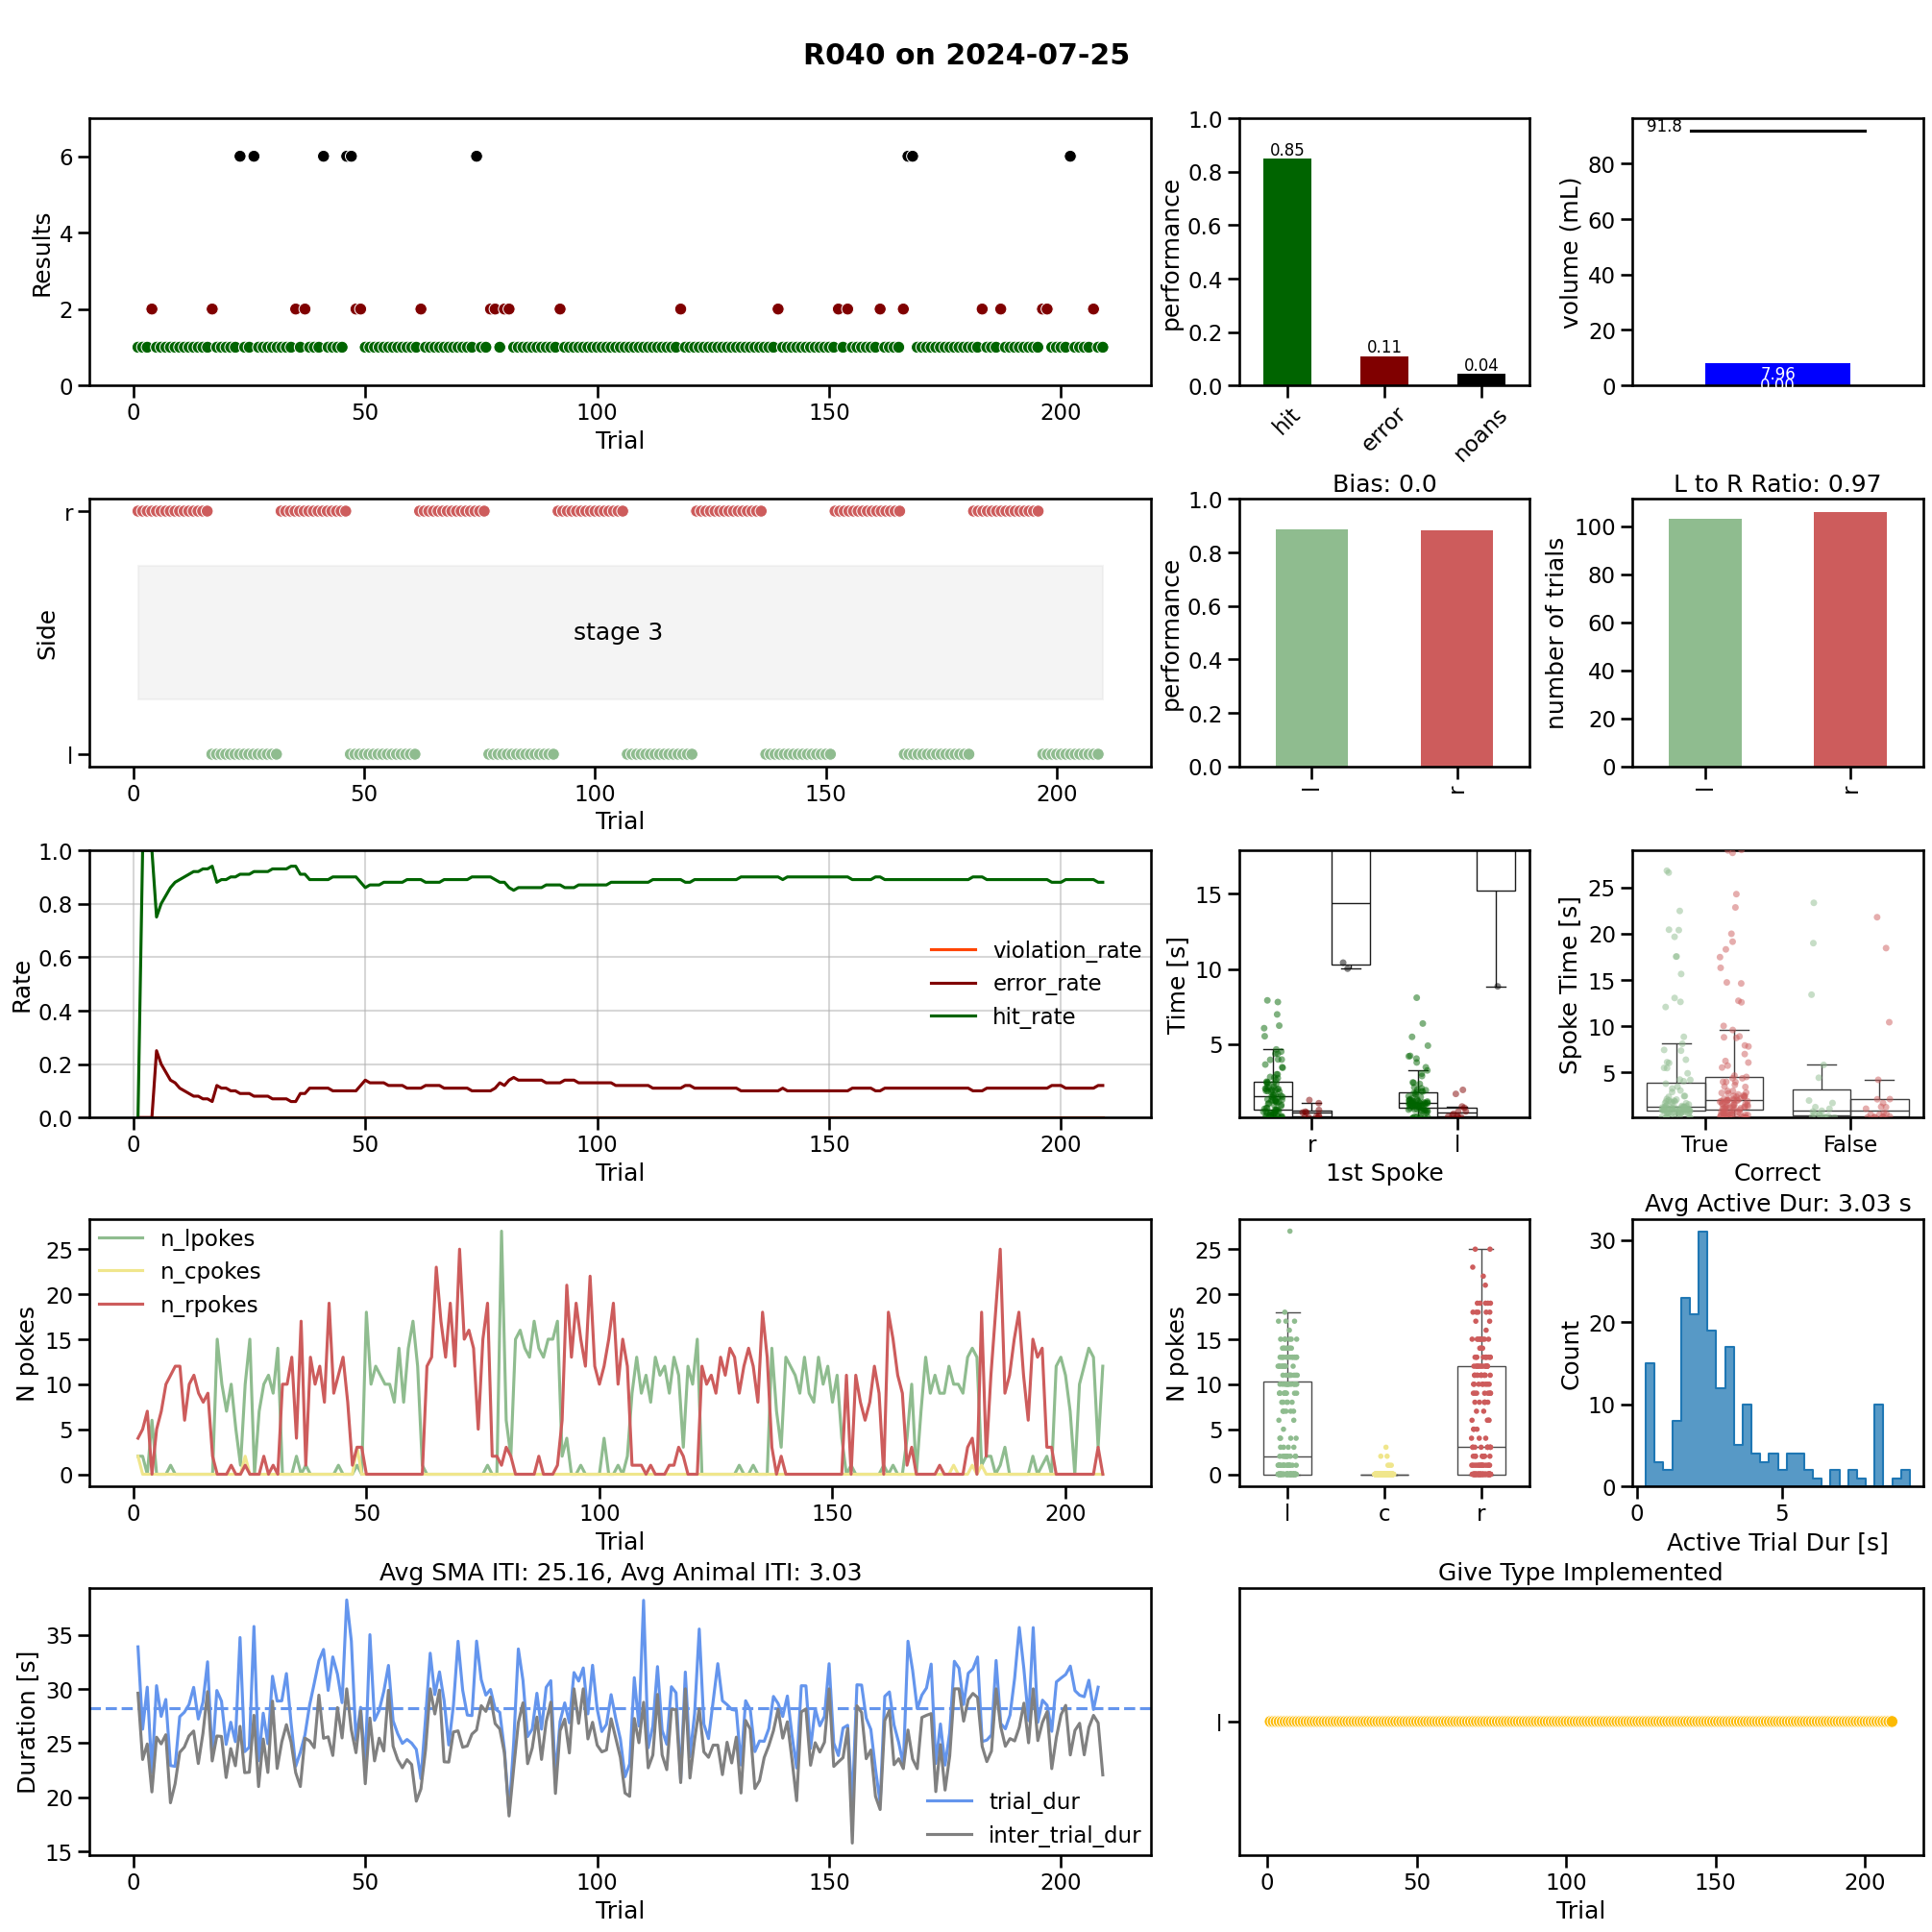 R040 on 2024-07-25
Results
6
4
2
0
0
50
100
150
200
Trial
performance
1.0
0.8
0.6
0.4
0.2
0.0
0.85
0.11
0.04
hit
error
noans
volume (mL)
80
60
40
20
0
91.8
7.96
0.00
Side
r
l
stage 3
0
50
100
150
200
Trial
Bias: 0.0
performance
1.0
0.8
0.6
0.4
0.2
0.0
l
r
L to R Ratio: 0.97
number of trials
100
80
60
40
20
0
l
r
Rate
1.0
0.8
0.6
0.4
0.2
0.0
violation_rate
error_rate
hit_rate
0
50
100
150
200
Trial
Time [s]
15
10
5
r
l
1st Spoke
Spoke Time [s]
25
20
15
10
5
True
False
Correct
N pokes
25
20
15
10
5
0
n_lpokes
n_cpokes
n_rpokes
0
50
100
150
200
Trial
N pokes
25
20
15
10
5
0
l
c
r
Avg Active Dur: 3.03 s
Count
30
20
10
0
0
5
Active Trial Dur [s]
Avg SMA ITI: 25.16, Avg Animal ITI: 3.03
Duration [s]
35
30
25
20
15
trial_dur
inter_trial_dur
0
50
100
150
200
Trial
Give Type Implemented
l
0
50
100
150
200
Trial